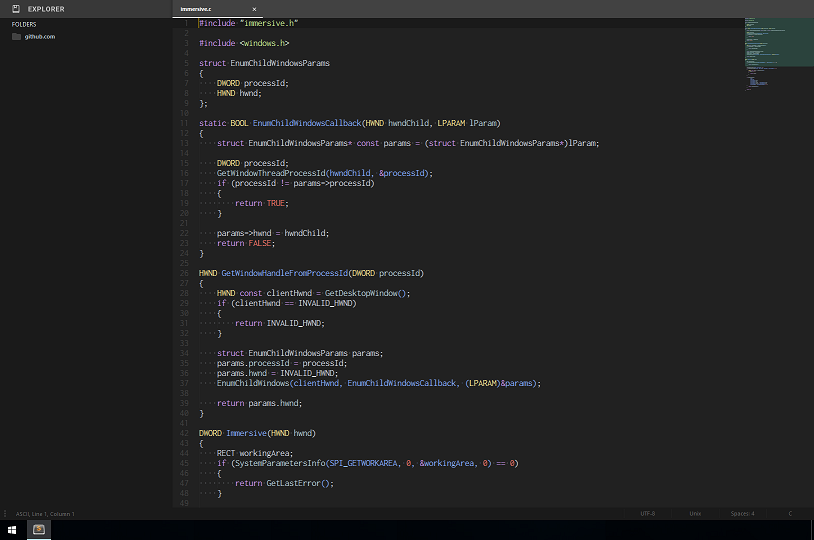 EXPLORER
FOLDERS
github.com
immersive.c ×
1 #include "immersive.h"
2
3 #include <windows.h>
4
5 struct EnumChildWindowsParams
6 {
7 DWORD processId;
8 HWND hwnd;
9 };
10
11 static BOOL EnumChildWindowsCallback(HWND hwndChild, LPARAM lParam)
12 {
13 struct EnumChildWindowsParams* const params = (struct EnumChildWindowsParams*)lParam;
14
15 DWORD processId;
16 GetWindowThreadProcessId(hwndChild, &processId);
17 if (processId != params=>processId)
18 {
19 return TRUE;
20 }
21
22 params=>hwnd = hwndChild;
23 return FALSE;
24 }
25
26 HWND GetWindowHandleFromProcessId(DWORD processId)
27 {
28 HWND const clientHwnd = GetDesktopWindow();
29 if (clientHwnd == INVALID_HWND)
30 {
31 return INVALID_HWND;
32 }
33
34 struct EnumChildWindowsParams params;
35 params.processId = processId;
36 params.hwnd = INVALID_HWND;
37 EnumChildWindows(clientHwnd, EnumChildWindowsCallback, (LPARAM)&params);
38
39 return params.hwnd;
40 }
41
42 DWORD Immersive(HWND hwnd)
43 {
44 RECT workingArea;
45 if (SystemParametersInfo(SPI_GETWORKAREA, 0, &workingArea, 0) == 0)
46 {
47 return GetLastError();
48 }
49
ASCII, Line 1, Column 1
UTF-8
Unix
Spaces: 4
C